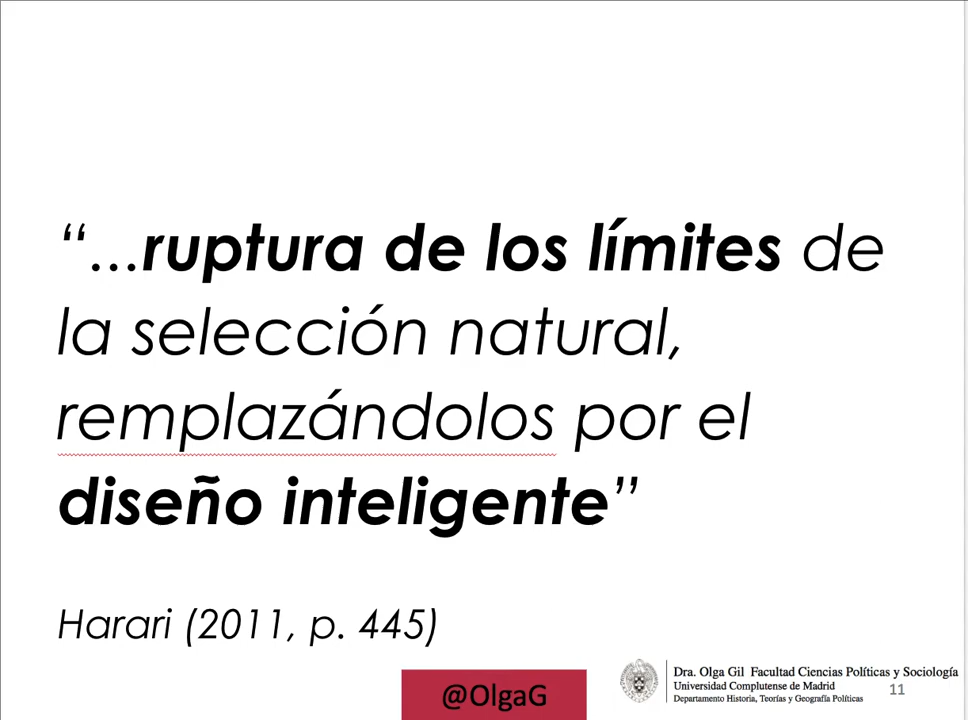 “...ruptura de los límites de
la selección natural,
remplazándolos por el
diseño inteligente”
Harari (2011, p. 445)
@OlgaG
Dra. Olga Gil Facultad Ciencias Políticas y Sociología
Universidad Complutense de Madrid
Departamento Historia, Teorías y Geografía Políticas
11